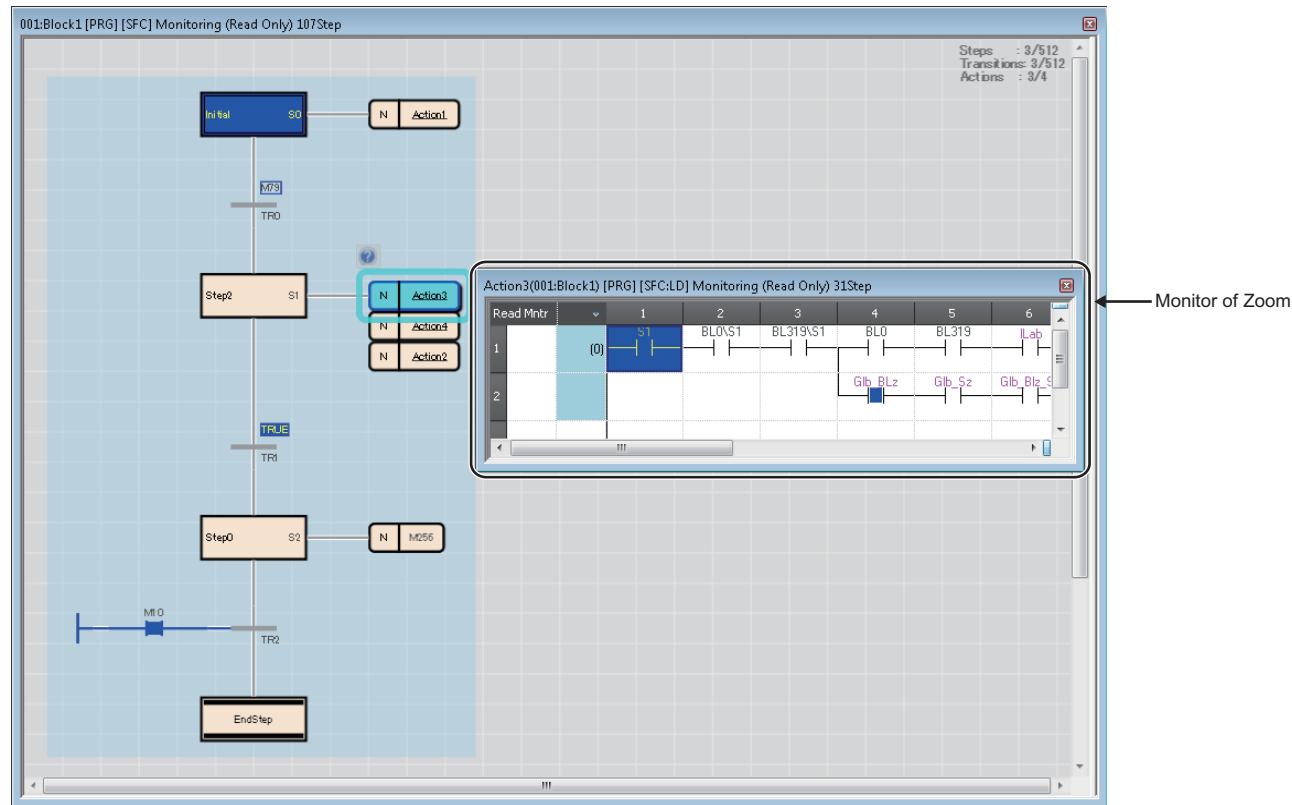 001:Block1 [PRG] [SFC] Monitoring (Read Only) 107Step
Steps : 3/512
Transitions: 3/512
Actions : 3/4
Initial S0
N Action1
M79
TR0
Step2 S1
N Action3
N Action4
N Action2
Action3(001:Block1) [PRG] [SFC:LD] Monitoring (Read Only) 31Step
Read Mntr 1 2 3 4 5 6
S1 BL0\S1 BL319\S1 BL0 BL319 lLab
1 (0)
Glb_BLz Glb_Sz Glb_Blz_S
2
Monitor of Zoom
TRUE
TR1
Step0 S2
N M256
M10
TR2
EndStep